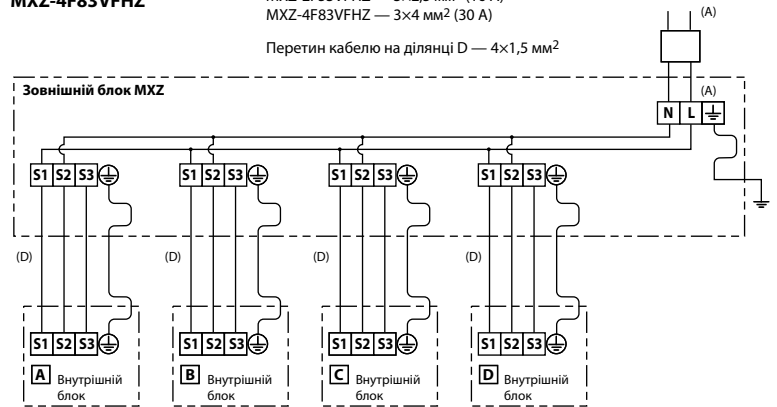 MXZ-4F83VFHZ
MXZ-4F83VFHZ — 3×4 мм² (30 А)
Перетин кабелю на ділянці D — 4×1,5 мм²
(A)
Зовнішній блок MXZ
(A)
N L
S1 S2 S3 S1 S2 S3 S1 S2 S3 S1 S2 S3
(D) (D) (D) (D)
S1 S2 S3 S1 S2 S3 S1 S2 S3 S1 S2 S3
A Внутрішній блок
B Внутрішній блок
C Внутрішній блок
D Внутрішній блок